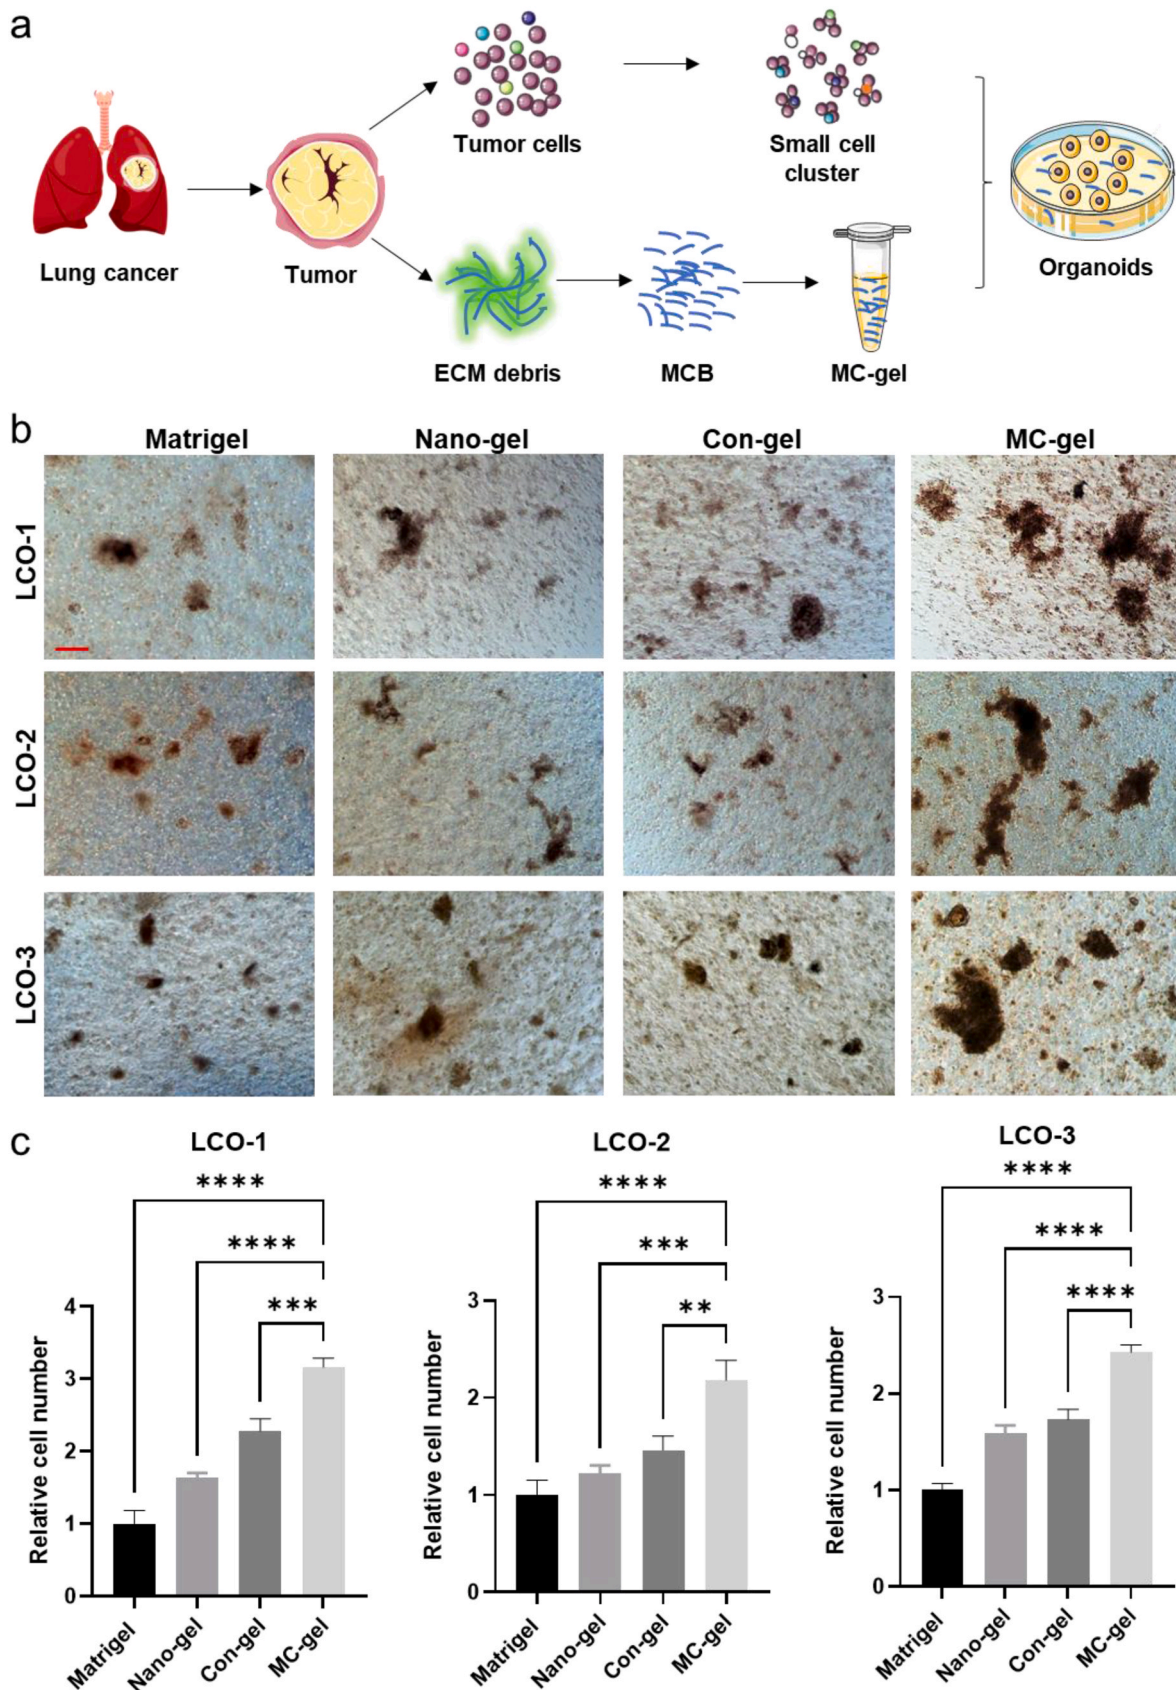 a
Tumor cells
Small cell
cluster
Lung cancer
Tumor
Organoids
ECM debris
MCB
MC-gel
b
Matrigel
Nano-gel
Con-gel
MC-gel
LCO-1
LCO-2
LCO-3
c
LCO-1
****
****
***
Relative cell number
4
3
2
1
0
Matrigel
Nano-gel
Con-gel
MC-gel
LCO-2
****
***
**
Relative cell number
3
2
1
0
Matrigel
Nano-gel
Con-gel
MC-gel
LCO-3
****
****
****
Relative cell number
3
2
1
0
Matrigel
Nano-gel
Con-gel
MC-gel